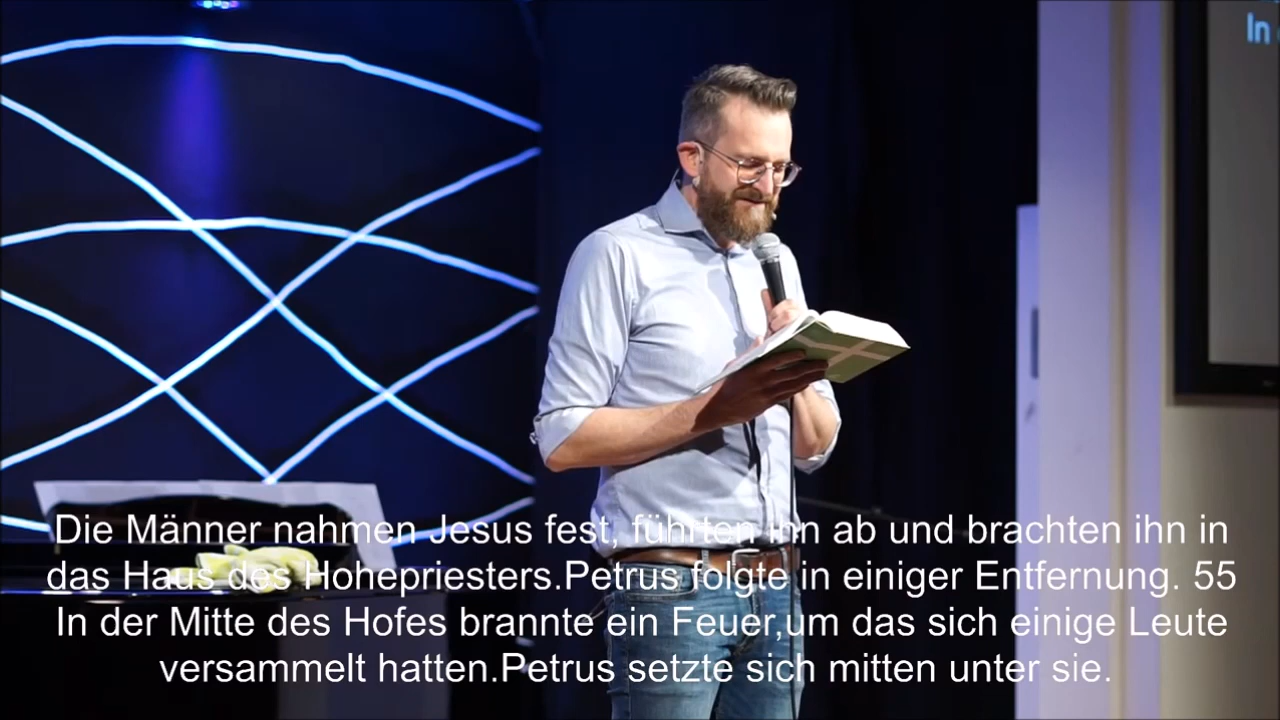 In
Die Männer nahmen Jesus fest, führten ihn ab und brachten ihn in
das Haus des Hohepriesters.Petrus folgte in einiger Entfernung. 55
In der Mitte des Hofes brannte ein Feuer,um das sich einige Leute
versammelt hatten.Petrus setzte sich mitten unter sie.